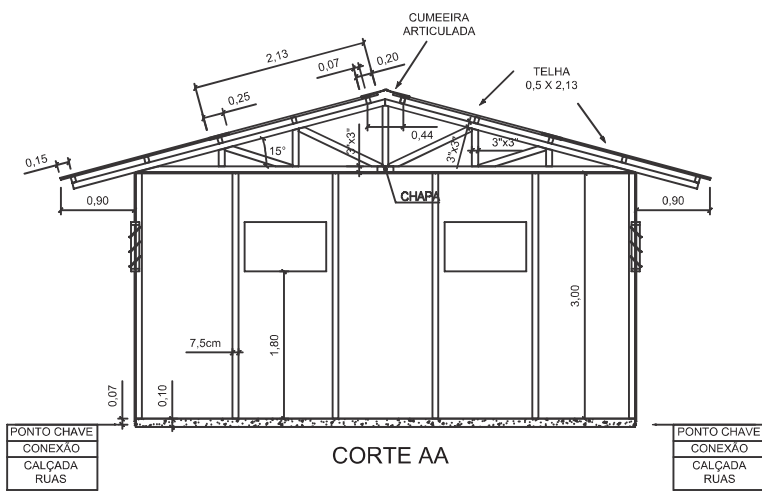 CUMEEIRA
ARTICULADA
2,13
0,07
0,20
TELHA
0,5 X 2,13
0,25
0,44
3"x3"
3"x3"
3"x3"
15°
0,15
0,90
CHAPA
0,90
3,00
1,80
7,5cm
0,07
0,10
PONTO CHAVE
CONEXÃO
CALÇADA
RUAS
CORTE AA
PONTO CHAVE
CONEXÃO
CALÇADA
RUAS